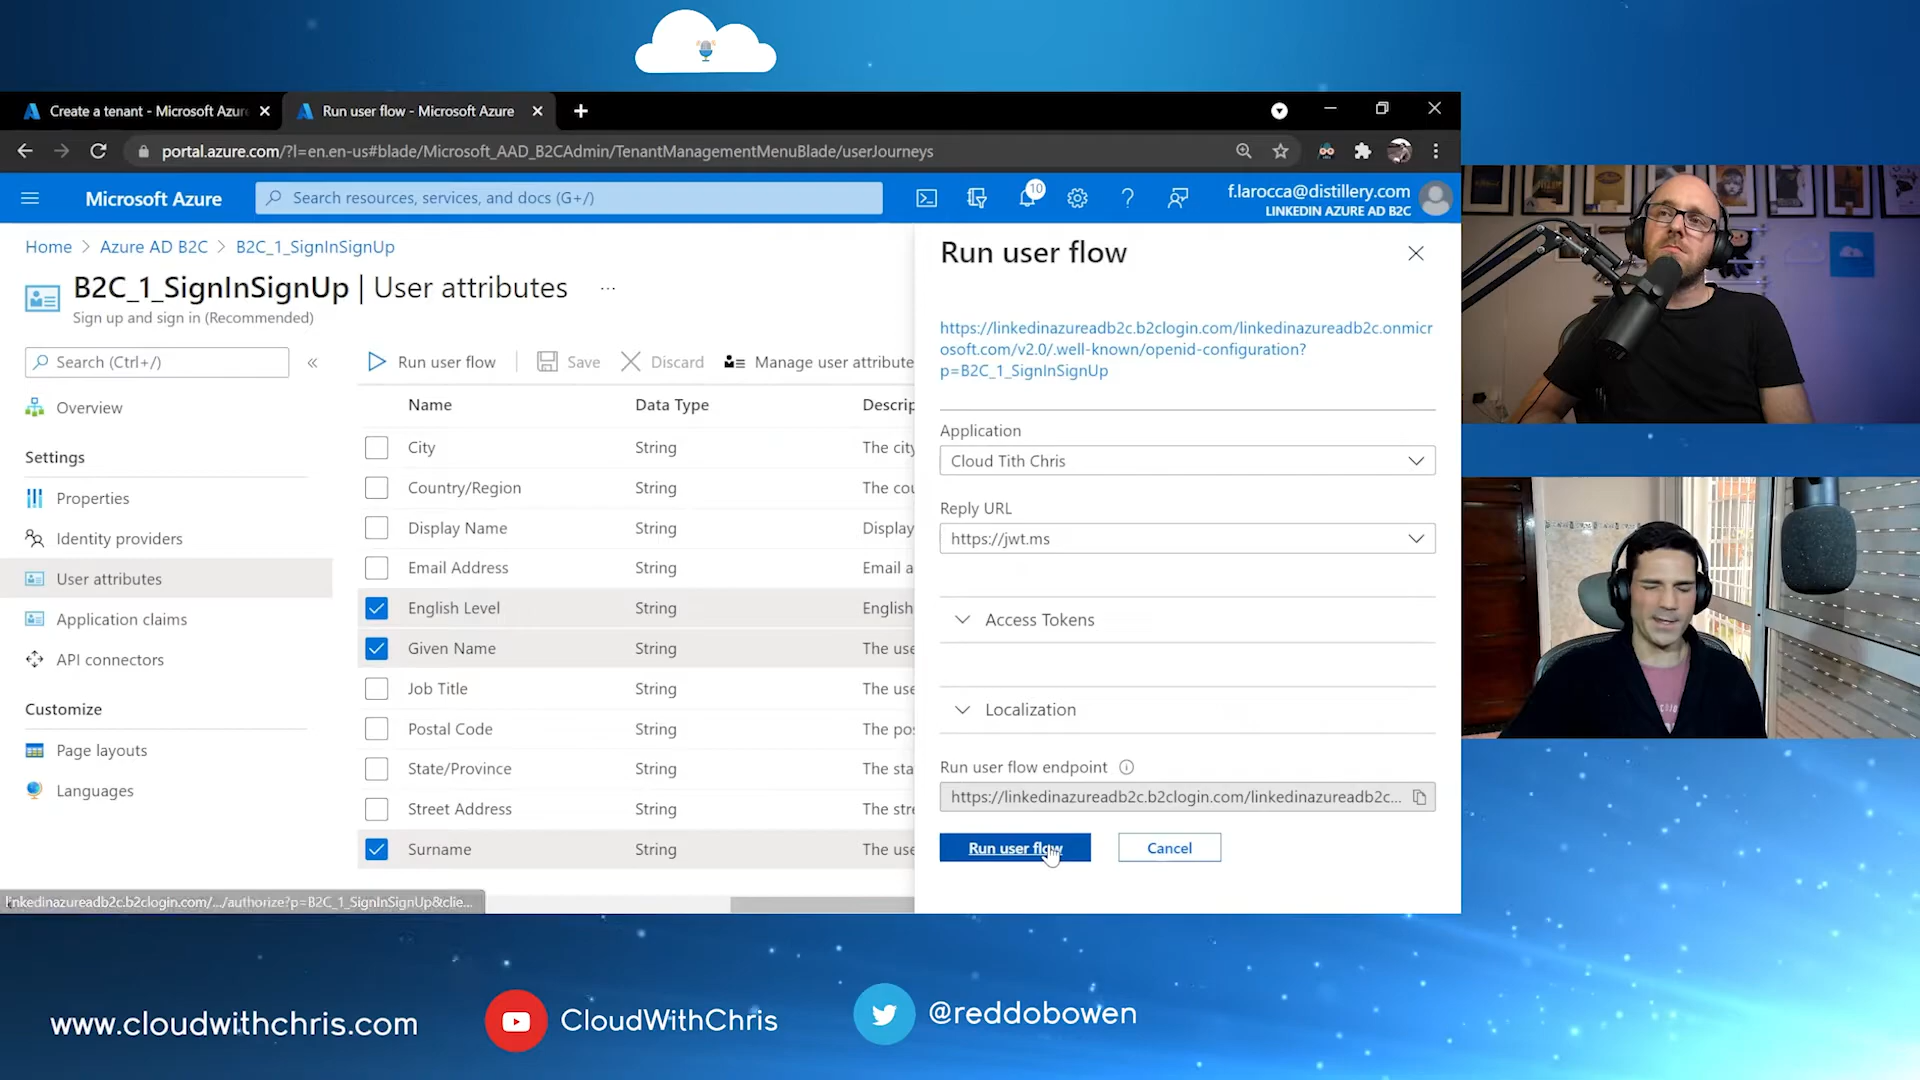 Create a tenant - Microsoft Azur
Run user flow - Microsoft Azure
portal.azure.com/?l=en.en-us#blade/Microsoft_AAD_B2CAdmin/TenantManagementMenuBlade/userJourneys
Microsoft Azure
Search resources, services, and docs (G+/)
10
f.larocca@distillery.com
LINKEDIN AZURE AD B2C
Home > Azure AD B2C > B2C_1_SignInSignUp
B2C_1_SignInSignUp | User attributes ...
Sign up and sign in (Recommended)
Search (Ctrl+/)
«
Overview
Settings
Properties
Identity providers
User attributes
Application claims
API connectors
Customize
Page layouts
Languages
Run user flow
Save
Discard
Manage user attribute
Name Data Type Descrip
City String The city
Country/Region String The cou
Display Name String Display
Email Address String Email a
English Level String English
Given Name String The use
Job Title String The use
Postal Code String The pos
State/Province String The sta
Street Address String The stre
Surname String The use
Run user flow
https://linkedinazureadb2c.b2clogin.com/linkedinazureadb2c.onmicr
osoft.com/v2.0/.well-known/openid-configuration?
p=B2C_1_SignInSignUp
Application
Cloud Tith Chris
Reply URL
https://jwt.ms
Access Tokens
Localization
Run user flow endpoint
https://linkedinazureadb2c.b2clogin.com/linkedinazureadb2c...
Run user flow
Cancel
linkedinazureadb2c.b2clogin.com/.../authorize?p=B2C_1_SignInSignUp&clie...
www.cloudwithchris.com
CloudWithChris
@reddobowen